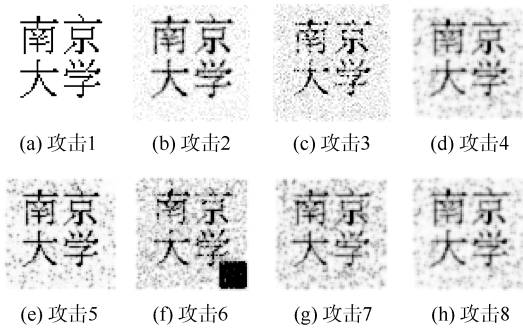 南京 南京 南京 南京
大学 大学 大学 大学
(a) 攻击1 (b) 攻击2 (c) 攻击3 (d) 攻击4
南京 南京 南京 南京
大学 大学 大学 大学
(e) 攻击5 (f) 攻击6 (g) 攻击7 (h) 攻击8